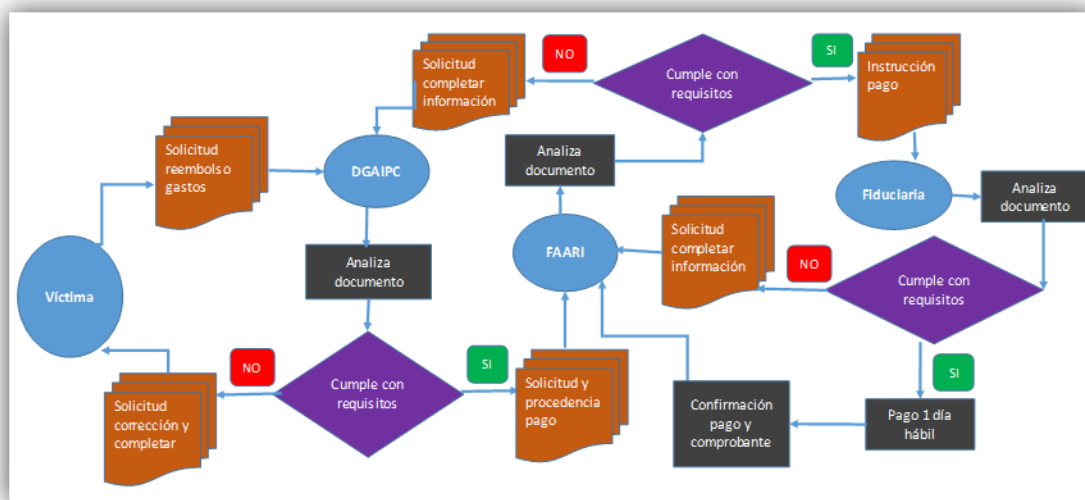 Solicitud
completar
información
NO
Cumple con
requisitos
SI
Instrucción
pago
Solicitud
reembolso
gastos
DGAIPC
Analiza
documento
Fiduciaria
Analiza
documento
Víctima
Analiza
documento
FAARI
Solicitud
completar
información
NO
Cumple con
requisitos
NO
Cumple con
requisitos
SI
SI
Solicitud
corrección y
completar
Solicitud y
procedencia
pago
Confirmación
pago y
comprobante
Pago 1 día
hábil